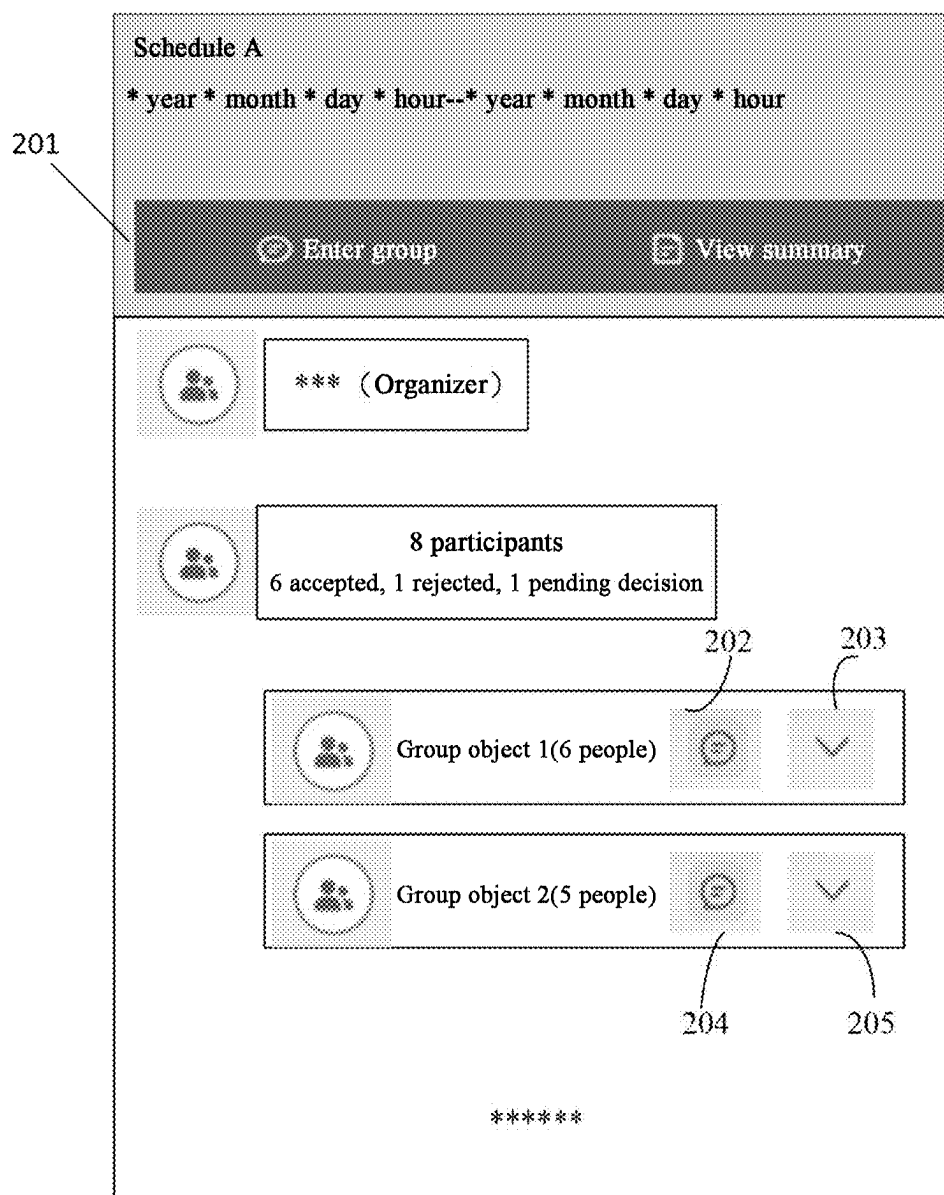 Schedule A
* year * month * day * hour--* year * month * day * hour
201
Enter group
View summary
*** （Organizer）
8 participants
6 accepted, 1 rejected, 1 pending decision
202
203
Group object 1(6 people)
Group object 2(5 people)
204
205
******